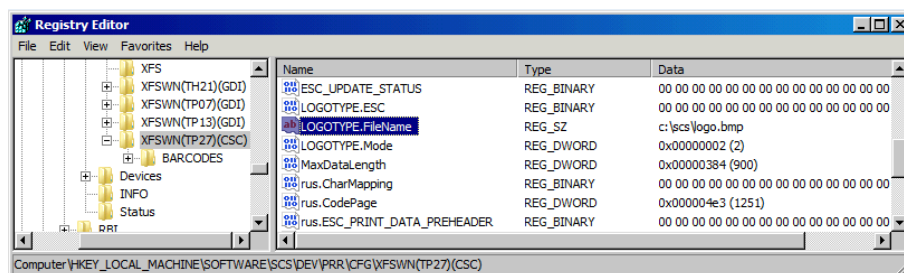 Registry Editor
File Edit View Favorites Help
XFS
XFSWN(TH21)(GDI)
XFSWN(TP07)(GDI)
XFSWN(TP13)(GDI)
XFSWN(TP27)(CSC)
BARCODES
Devices
INFO
Status
RBI
Name Type Data
ESC_UPDATE_STATUS REG_BINARY 00 00 00 00 00 00 00 00 00 00 00 00 00
LOGOTYPE.ESC REG_BINARY 00 00 00 00 00 00 00 00 00 00 00 00 00
LOGOTYPE.FileName REG_SZ c:\scs\logo.bmp
LOGOTYPE.Mode REG_DWORD 0x00000002 (2)
MaxDataLength REG_DWORD 0x00000384 (900)
rus.CharMapping REG_BINARY 00 00 00 00 00 00 00 00 00 00 00 00 00
rus.CodePage REG_DWORD 0x000004e3 (1251)
rus.ESC_PRINT_DATA_PREHEADER REG_BINARY 00 00 00 00 00 00 00 00 00 00 00 00 00
Computer\HKEY_LOCAL_MACHINE\SOFTWARE\SCS\DEV\PRR\CFG\XFSWN(TP27)(CSC)